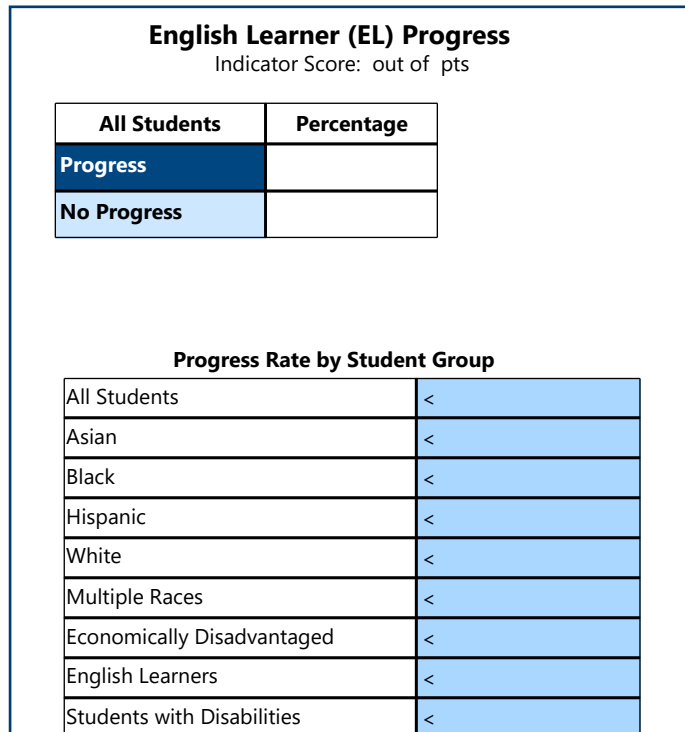 English Learner (EL) Progress
Indicator Score:  out of  pts
All Students Percentage
Progress
No Progress
Progress Rate by Student Group
All Students <
Asian <
Black <
Hispanic <
White <
Multiple Races <
Economically Disadvantaged <
English Learners <
Students with Disabilities <